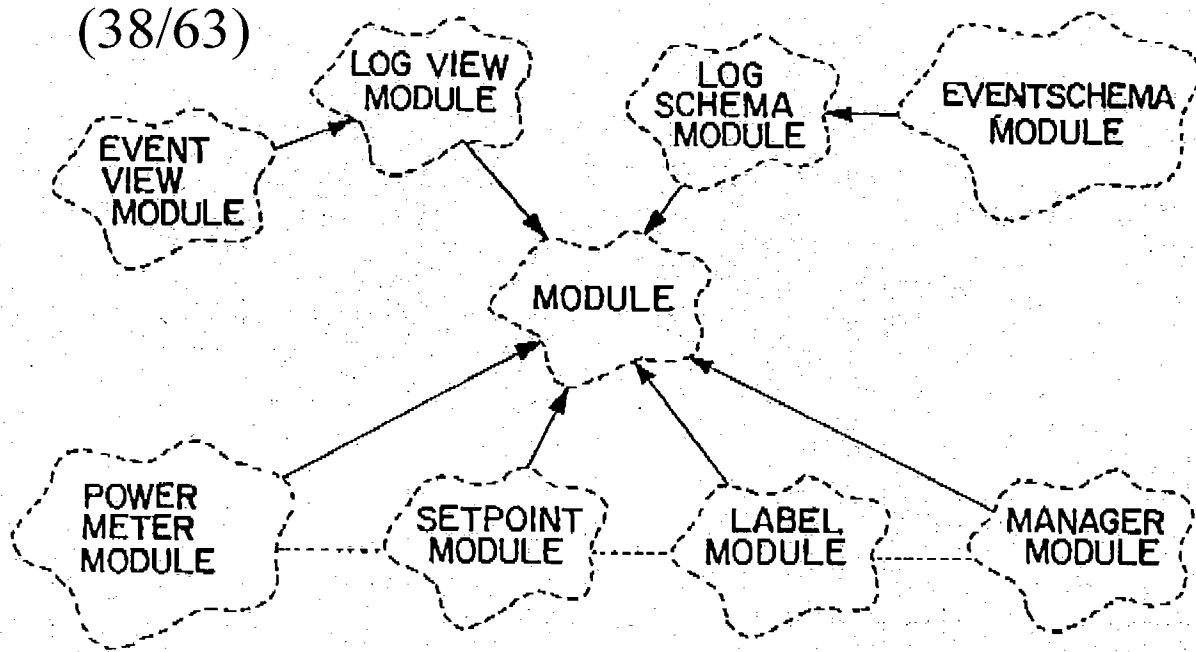 (38/63)
LOG VIEW
MODULE
LOG
SCHEMA
MODULE
EVENTSCHEMA
MODULE
EVENT
VIEW
MODULE
MODULE
POWER
METER
MODULE
SETPOINT
MODULE
LABEL
MODULE
MANAGER
MODULE